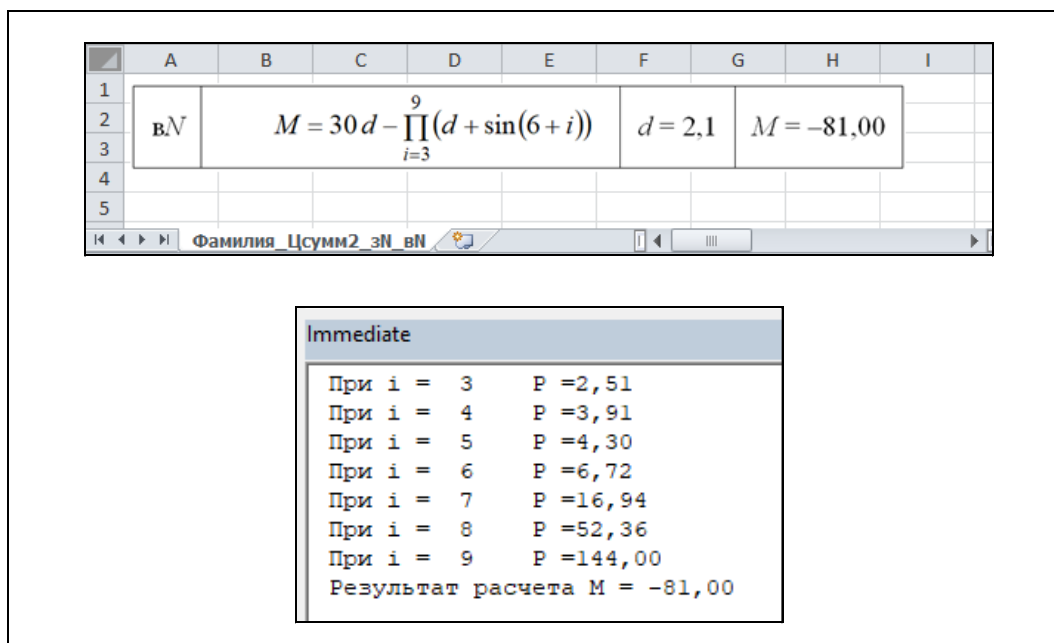 A B C D E F G H I
1
2
3
4
5
вN M = 30 d − ∏ (d + sin(6 + i)) d = 2,1 M = −81,00
9
i=3
Фамилия_Цсумм2_зN_вN
Immediate
При i = 3 P =2,51
При i = 4 P =3,91
При i = 5 P =4,30
При i = 6 P =6,72
При i = 7 P =16,94
При i = 8 P =52,36
При i = 9 P =144,00
Результат расчета M = -81,00